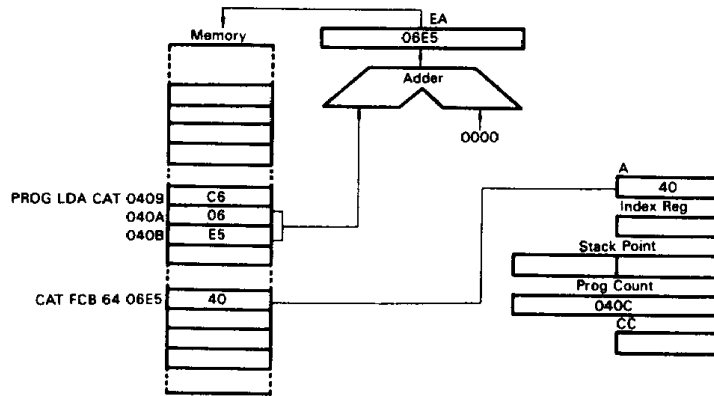 EA
Memory
06E5
Adder
0000
A
PROG LDA CAT 0409 C6
40
040A 06
Index Reg
040B E5
Stack Point
Prog Count
CAT FCB 64 06E5 40
040C
CC